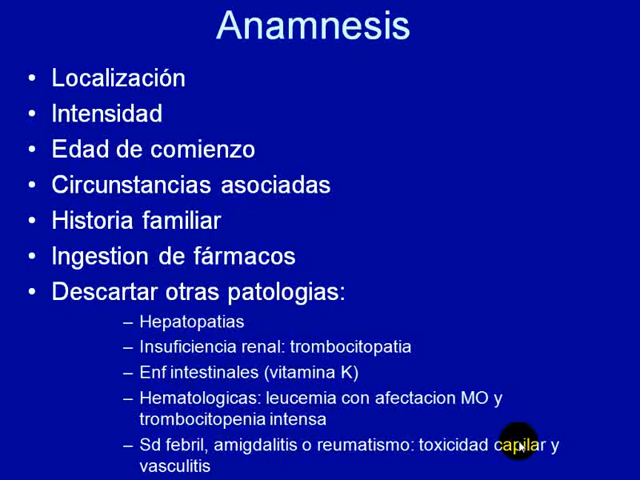 Anamnesis
• Localización
• Intensidad
• Edad de comienzo
• Circunstancias asociadas
• Historia familiar
• Ingestion de fármacos
• Descartar otras patologias:
– Hepatopatias
– Insuficiencia renal: trombocitopatia
– Enf intestinales (vitamina K)
– Hematologicas: leucemia con afectacion MO y
trombocitopenia intensa
– Sd febril, amigdalitis o reumatismo: toxicidad capilar y
vasculitis